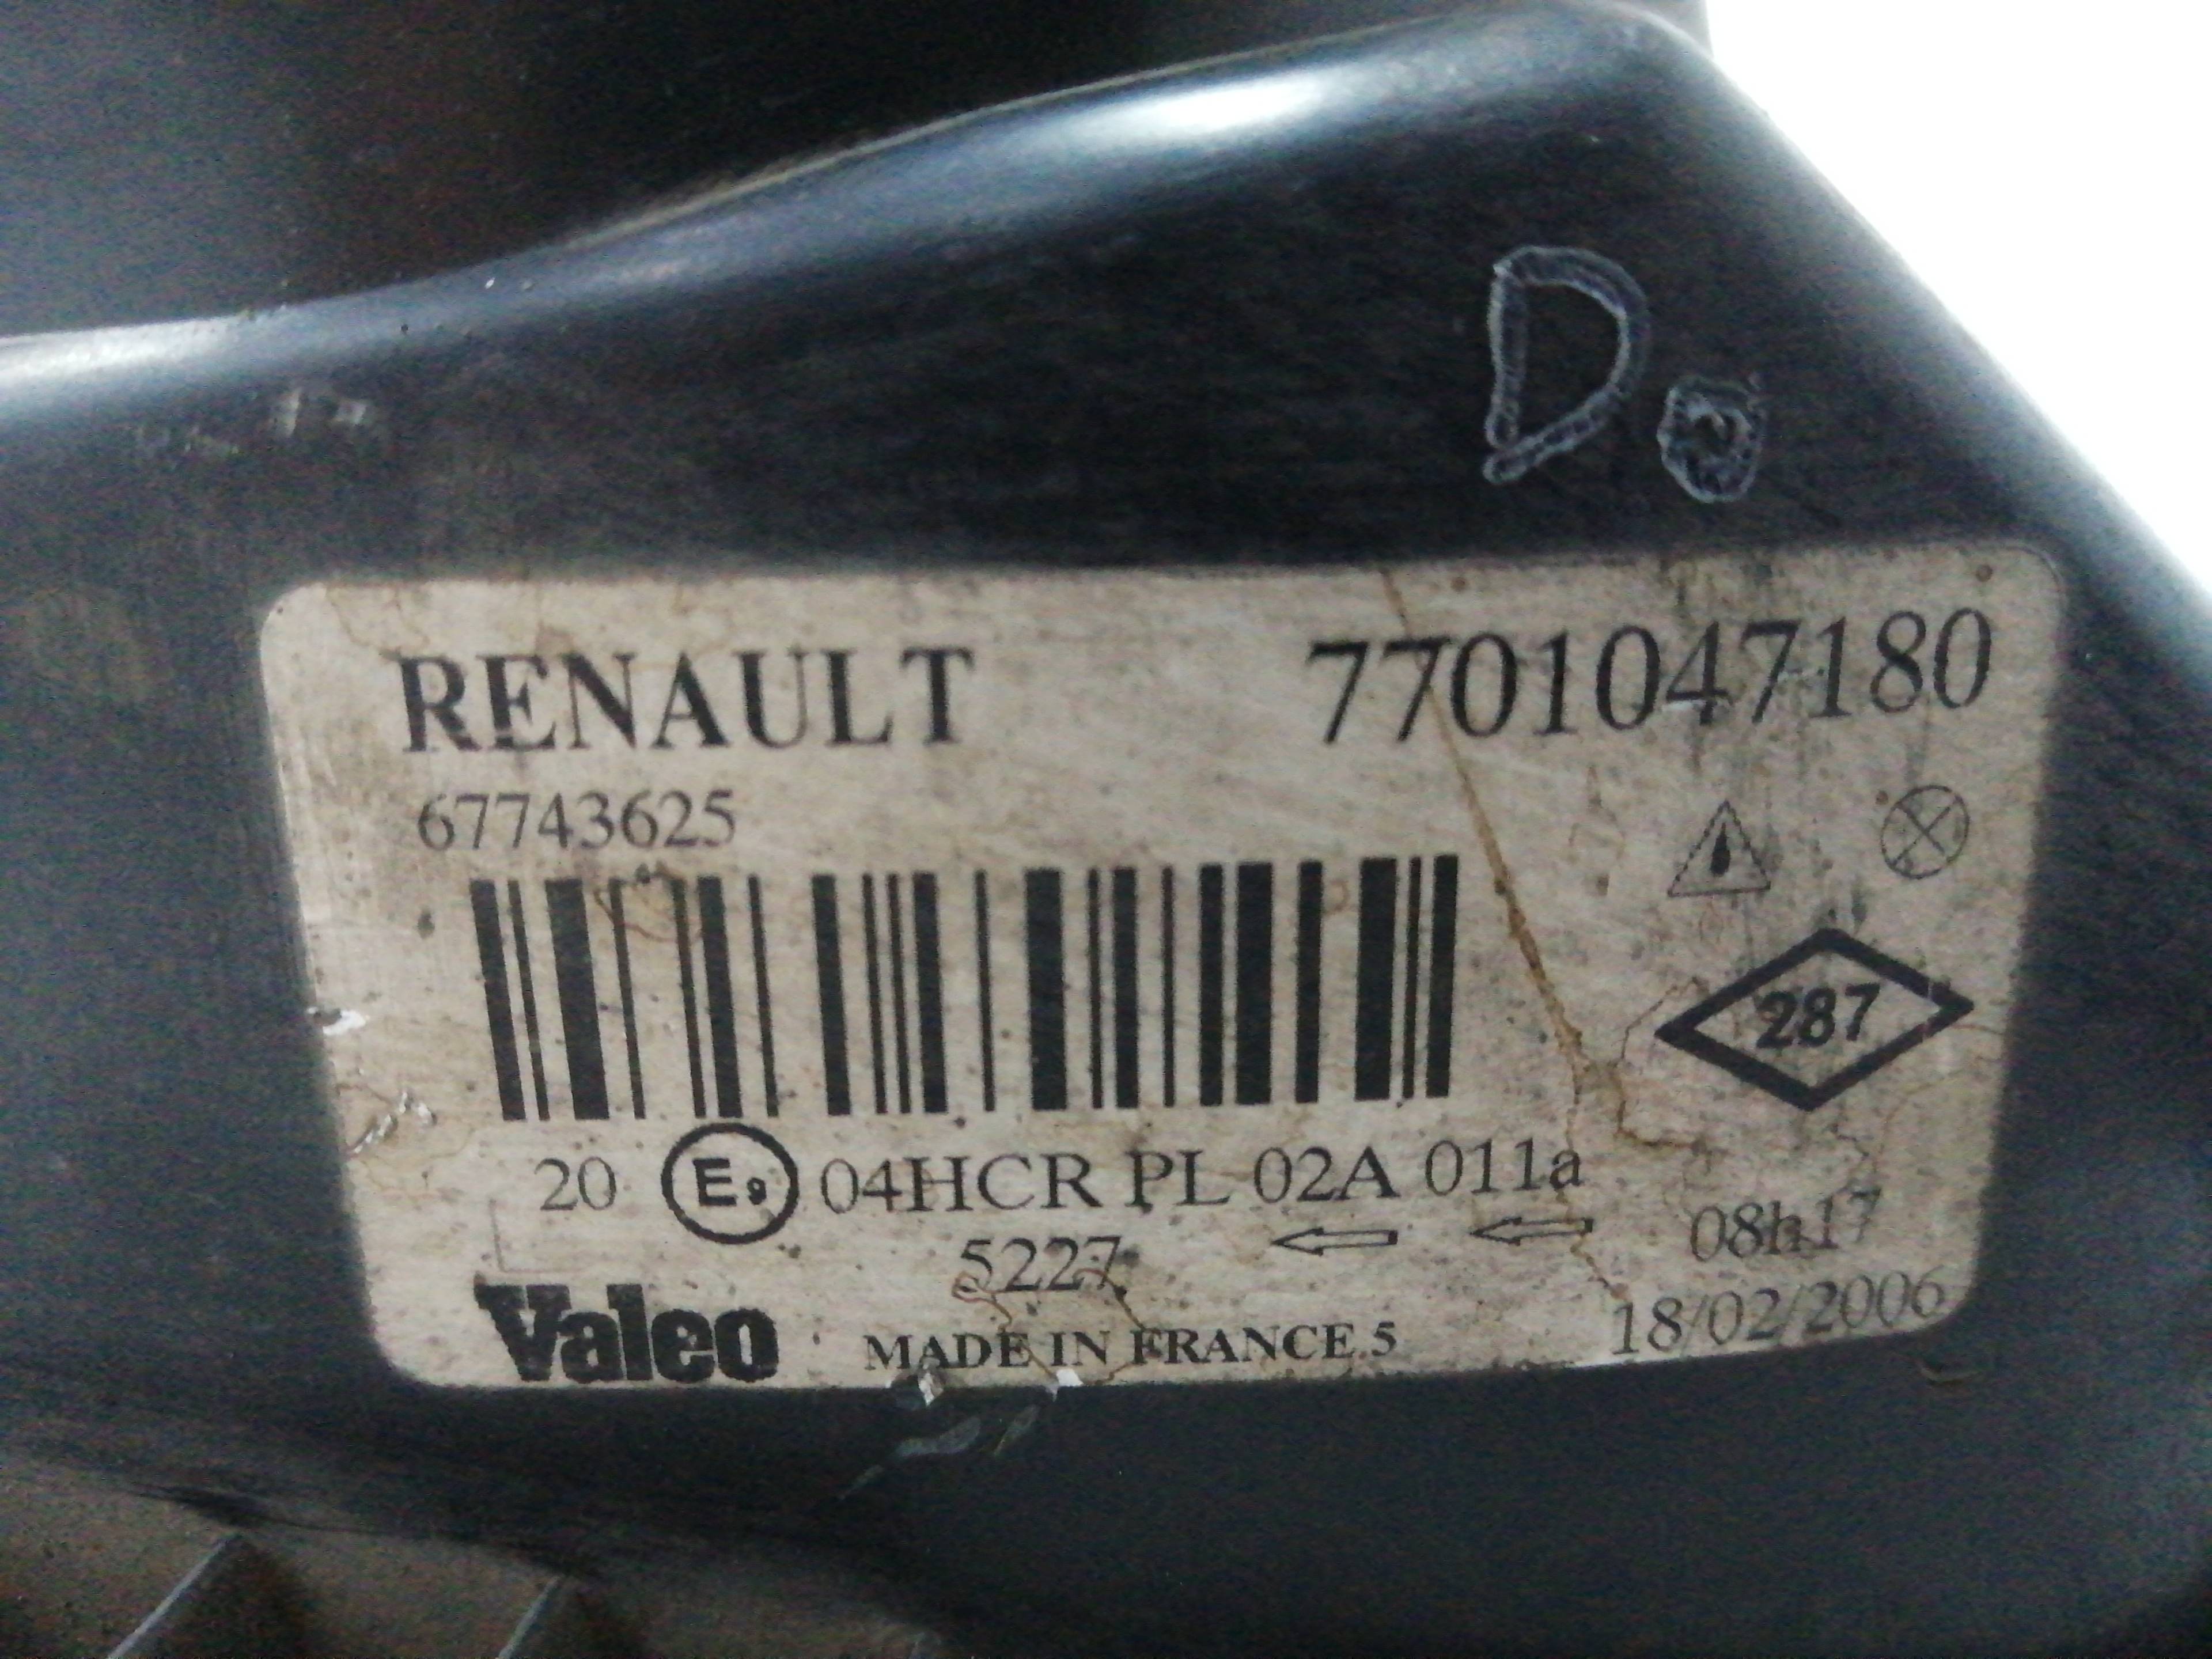 Do
RENAULT 7701047180
67743625
287
20 E9 04HCR PL 02A 011a
5227 08h17
Valeo MADE IN FRANCE.5 18/02/2006